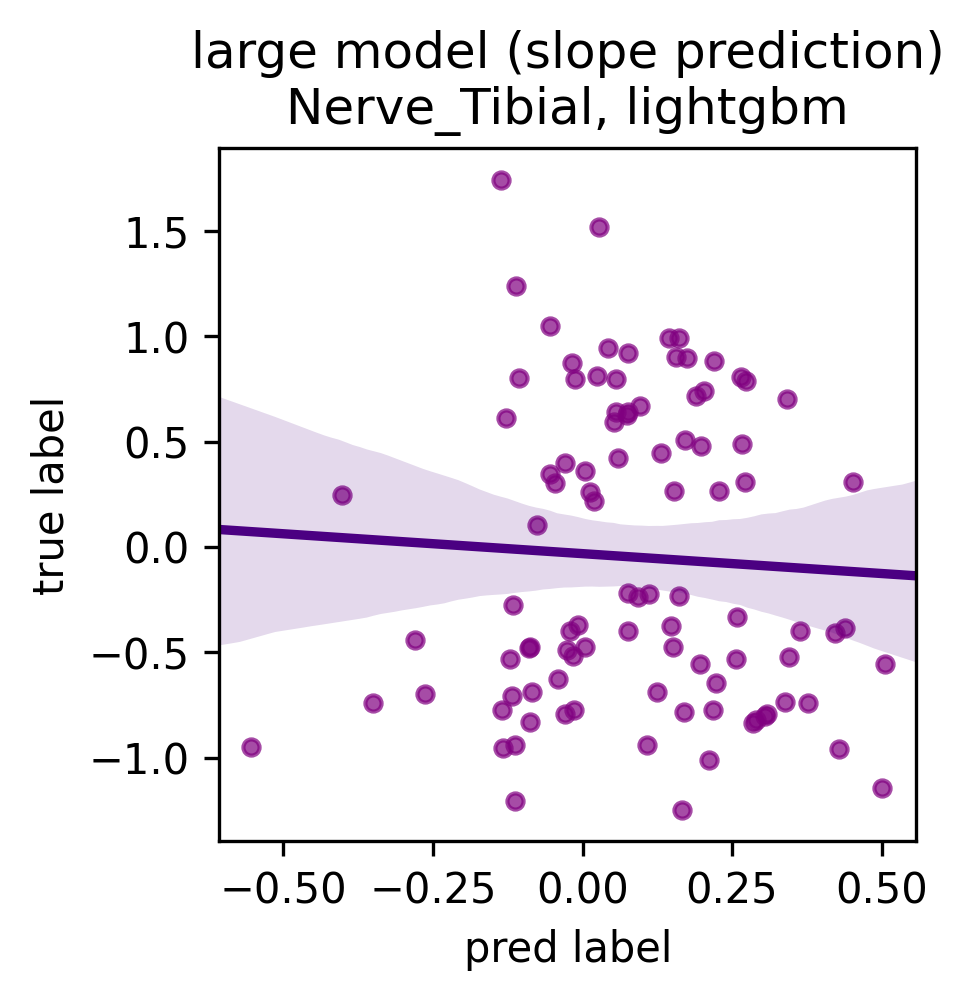 large model (slope prediction)
Nerve_Tibial, lightgbm
1.5
1.0
0.5
0.0
−0.5
−1.0
true label
−0.50 −0.25 0.00 0.25 0.50
pred label